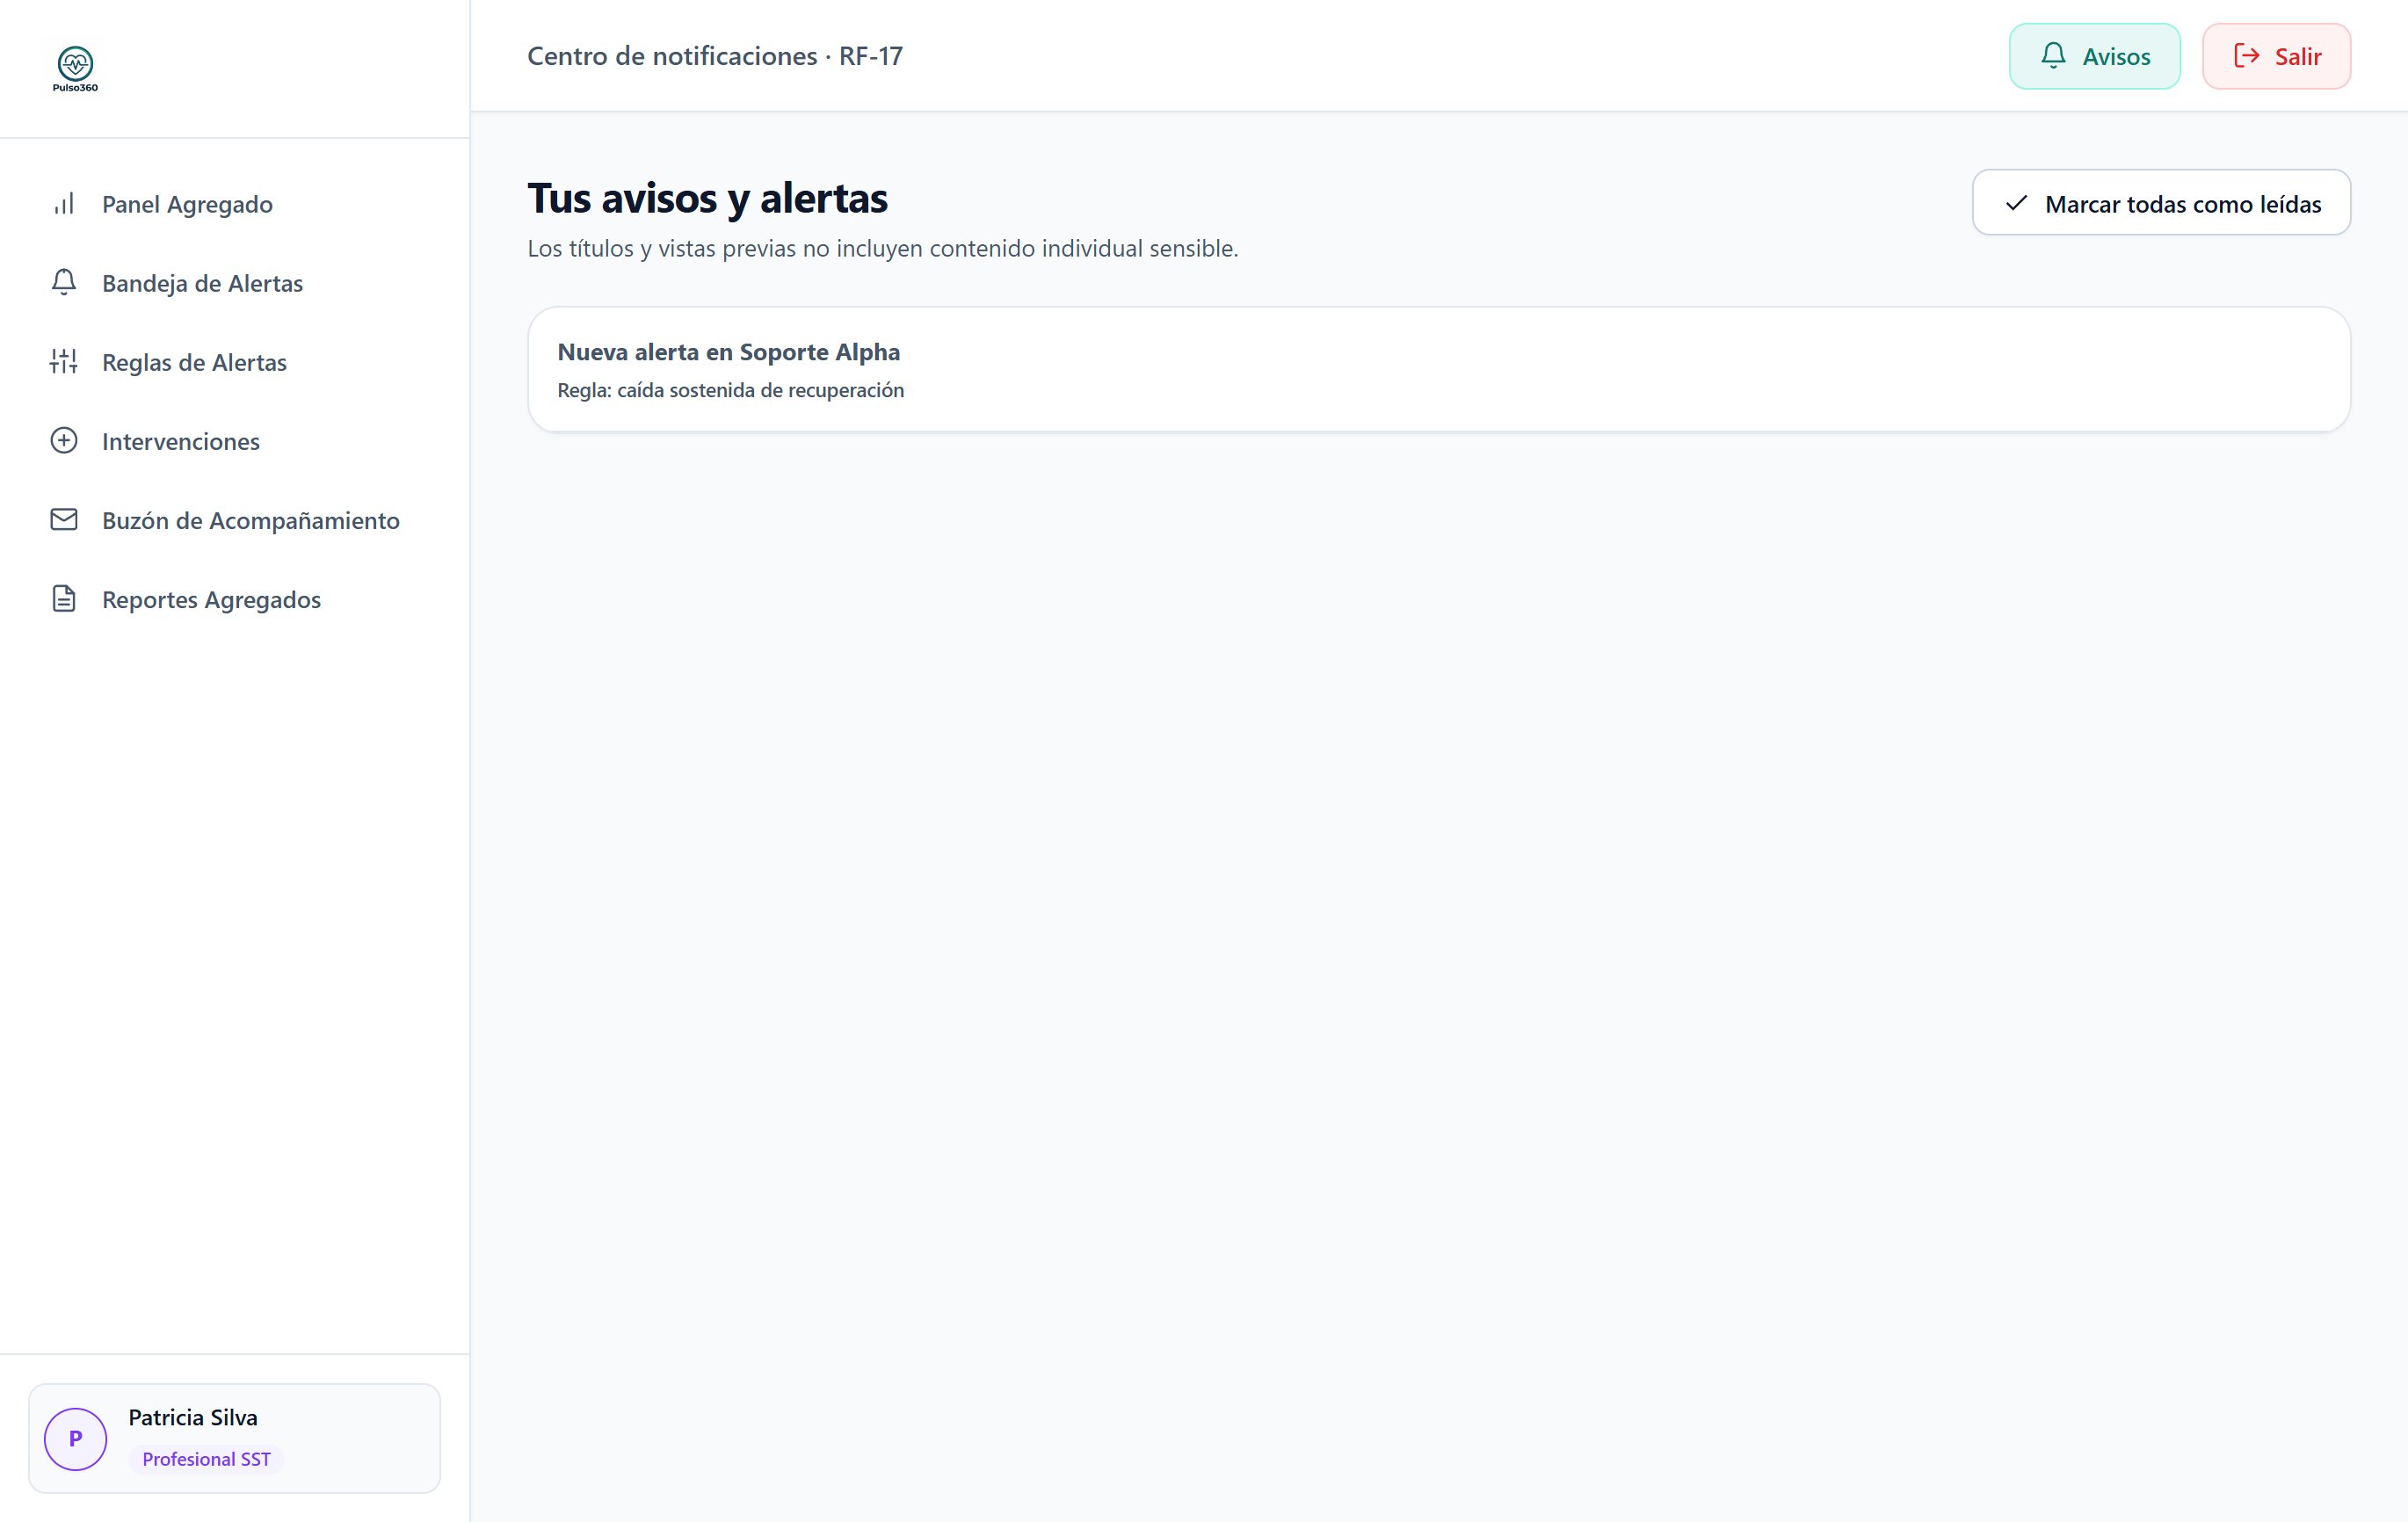 Pulso360
Panel Agregado
Bandeja de Alertas
Reglas de Alertas
Intervenciones
Buzón de Acompañamiento
Reportes Agregados
P
Patricia Silva
Profesional SST
Centro de notificaciones · RF-17
Avisos
Salir
Tus avisos y alertas
Los títulos y vistas previas no incluyen contenido individual sensible.
Marcar todas como leídas
Nueva alerta en Soporte Alpha
Regla: caída sostenida de recuperación